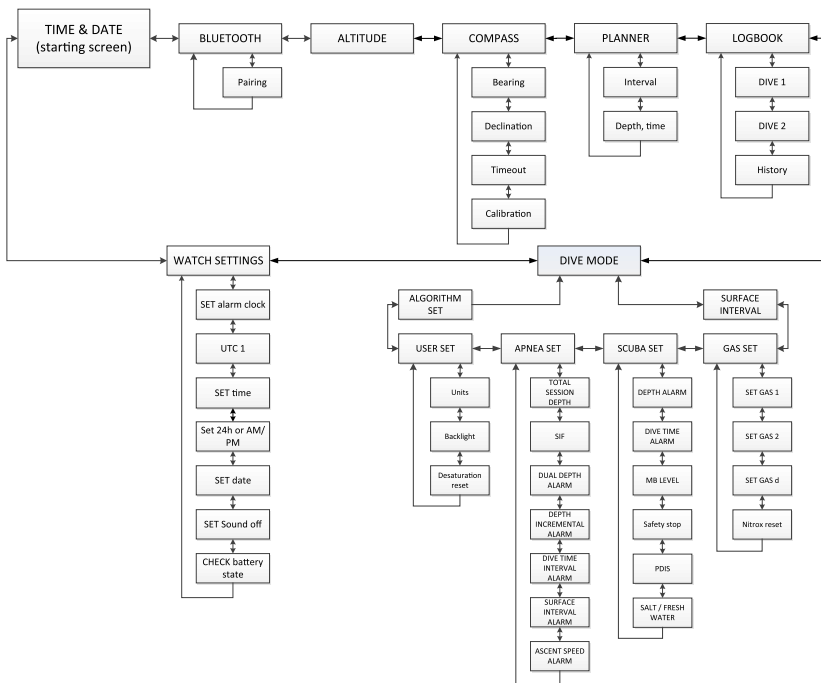 TIME & DATE
(starting screen)
BLUETOOTH
ALTITUDE
COMPASS
PLANNER
LOGBOOK
Pairing
Bearing
Interval
DIVE 1
Declination
Depth, time
DIVE 2
Timeout
History
Calibration
WATCH SETTINGS
DIVE MODE
SET alarm clock
UTC 1
SET time
Set 24h or AM/
PM
SET date
SET Sound off
CHECK battery
state
ALGORITHM
SET
SURFACE
INTERVAL
USER SET
APNEA SET
SCUBA SET
GAS SET
Units
Backlight
Desaturation
reset
TOTAL
SESSION
DEPTH
SIF
DUAL DEPTH
ALARM
DEPTH
INCREMENTAL
ALARM
DIVE TIME
INTERVAL
ALARM
SURFACE
INTERVAL
ALARM
ASCENT SPEED
ALARM
DEPTH ALARM
DIVE TIME
ALARM
MB LEVEL
Safety stop
PDIS
SALT / FRESH
WATER
SET GAS 1
SET GAS 2
SET GAS d
Nitrox reset